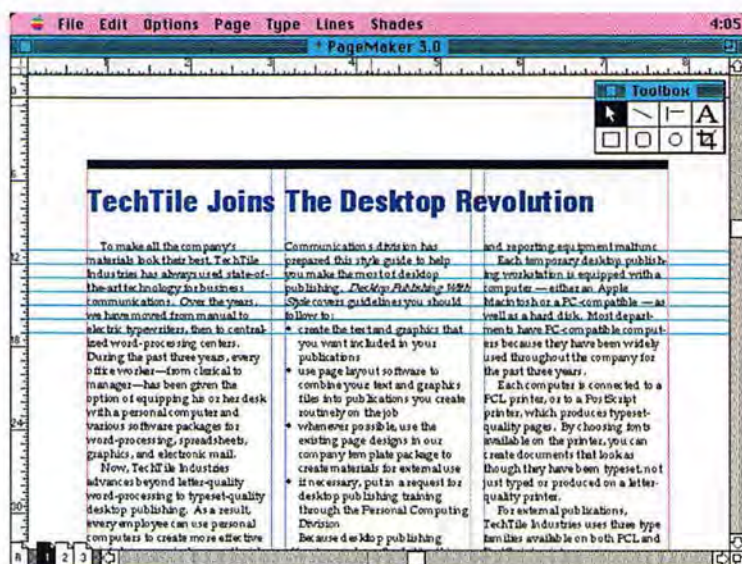 File Edit Options Page Type Lines Shades 4:05
PageMaker 3.0
Toolbox
A
TechTile Joins The Desktop Revolution
To make all the company's
materials look their best, TechTile
Industries has always used state-of-
the-art technology for business
communications. Over the years,
we have moved from manual to
electric typewriters, then to central-
ized word-processing centers.
During the past three years, every
office worker—from clerical to
manager—has been given the
option of equipping his or her desk
with a personal computer and
various software packages for
word-processing, spreadsheets,
graphics, and electronic mail.
Now, TechTile Industries
advances beyond letter-quality
word-processing to typeset-quality
desktop publishing. As a result,
every employee can use personal
computers to create more effective
Communications division has
prepared this style guide to help
you make the most of desktop
publishing. Desktop Publishing With
Style covers guidelines you should
follow to:
• create the text and graphics that
you want included in your
publications
• use page layout software to
combine your text and graphics
files into publications you create
routinely on the job
• whenever possible, use the
existing page designs in our
company template package to
create materials for external use
• if necessary, put in a request for
desktop publishing training
through the Personal Computing
Division
Because desktop publishing
and reporting equipment malfunc
Each temporary desktop publish-
ing workstation is equipped with a
computer — either an Apple
Macintosh or a PC-compatible — as
well as a hard disk. Most depart-
ments have PC-compatible comput-
ers because they have been widely
used throughout the company for
the past three years.
Each computer is connected to a
PCL printer, or to a PostScript
printer, which produces typeset-
quality pages. By choosing fonts
available on the printer, you can
create documents that look as
though they have been typeset, not
just typed or produced on a letter-
quality printer.
For external publications,
TechTile Industries uses three type
families available on both PCL and
R 1 2 3